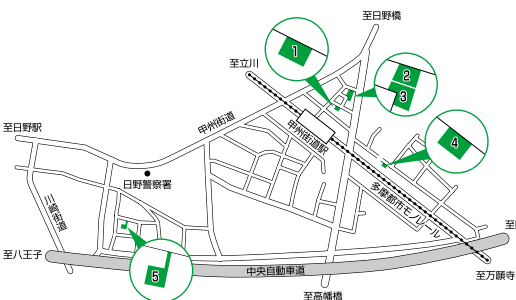 至日野橋
1
至立川
2
3
甲州街道
甲州街道駅
4
至日野駅
日野警察署
多摩都市モノレール
川崎街道
至八王子
5
中央自動車道
至万願寺
至高幡橋